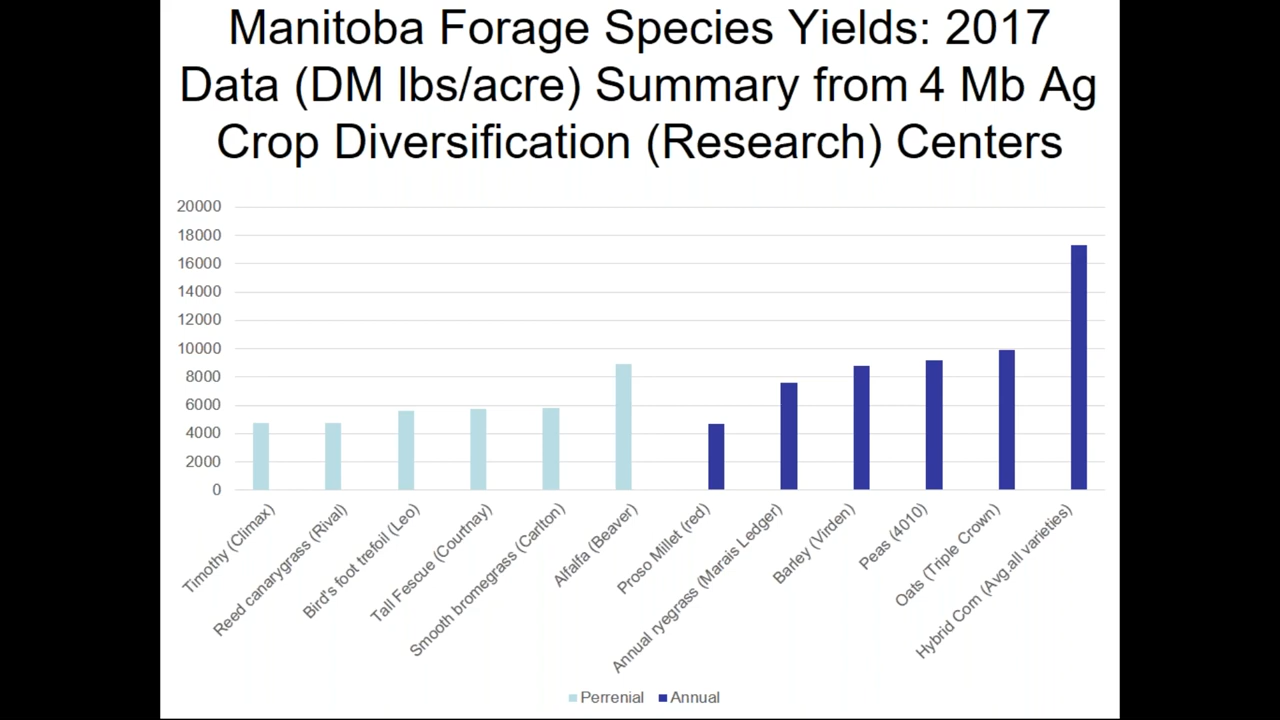 Manitoba Forage Species Yields: 2017
Data (DM lbs/acre) Summary from 4 Mb Ag
Crop Diversification (Research) Centers
20000
18000
16000
14000
12000
10000
8000
6000
4000
2000
0
Timothy (Climax)
Reed canarygrass (Rival)
Bird's foot trefoil (Leo)
Tall Fescue (Courtnay)
Smooth bromegrass (Carlton)
Alfalfa (Beaver)
Proso Millet (red)
Annual ryegrass (Marais Ledger)
Barley (Virden)
Peas (4010)
Oats (Triple Crown)
Hybrid Corn (Avg.all varieties)
Perrenial Annual